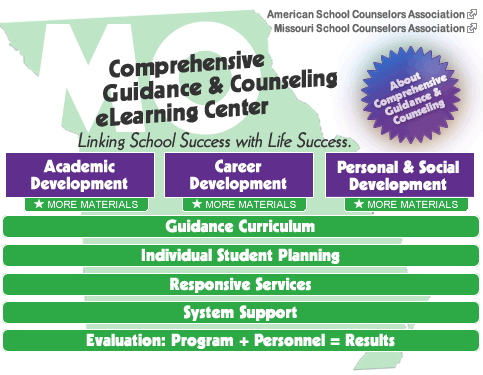 American School Counselors Association
Missouri School Counselors Association
MO
Comprehensive
Guidance & Counseling
eLearning Center
Linking School Success with Life Success.
About
Comprehensive
Guidance &
Counseling
Academic
Development
Career
Development
Personal & Social
Development
★ MORE MATERIALS
★ MORE MATERIALS
★ MORE MATERIALS
Guidance Curriculum
Individual Student Planning
Responsive Services
System Support
Evaluation: Program + Personnel = Results